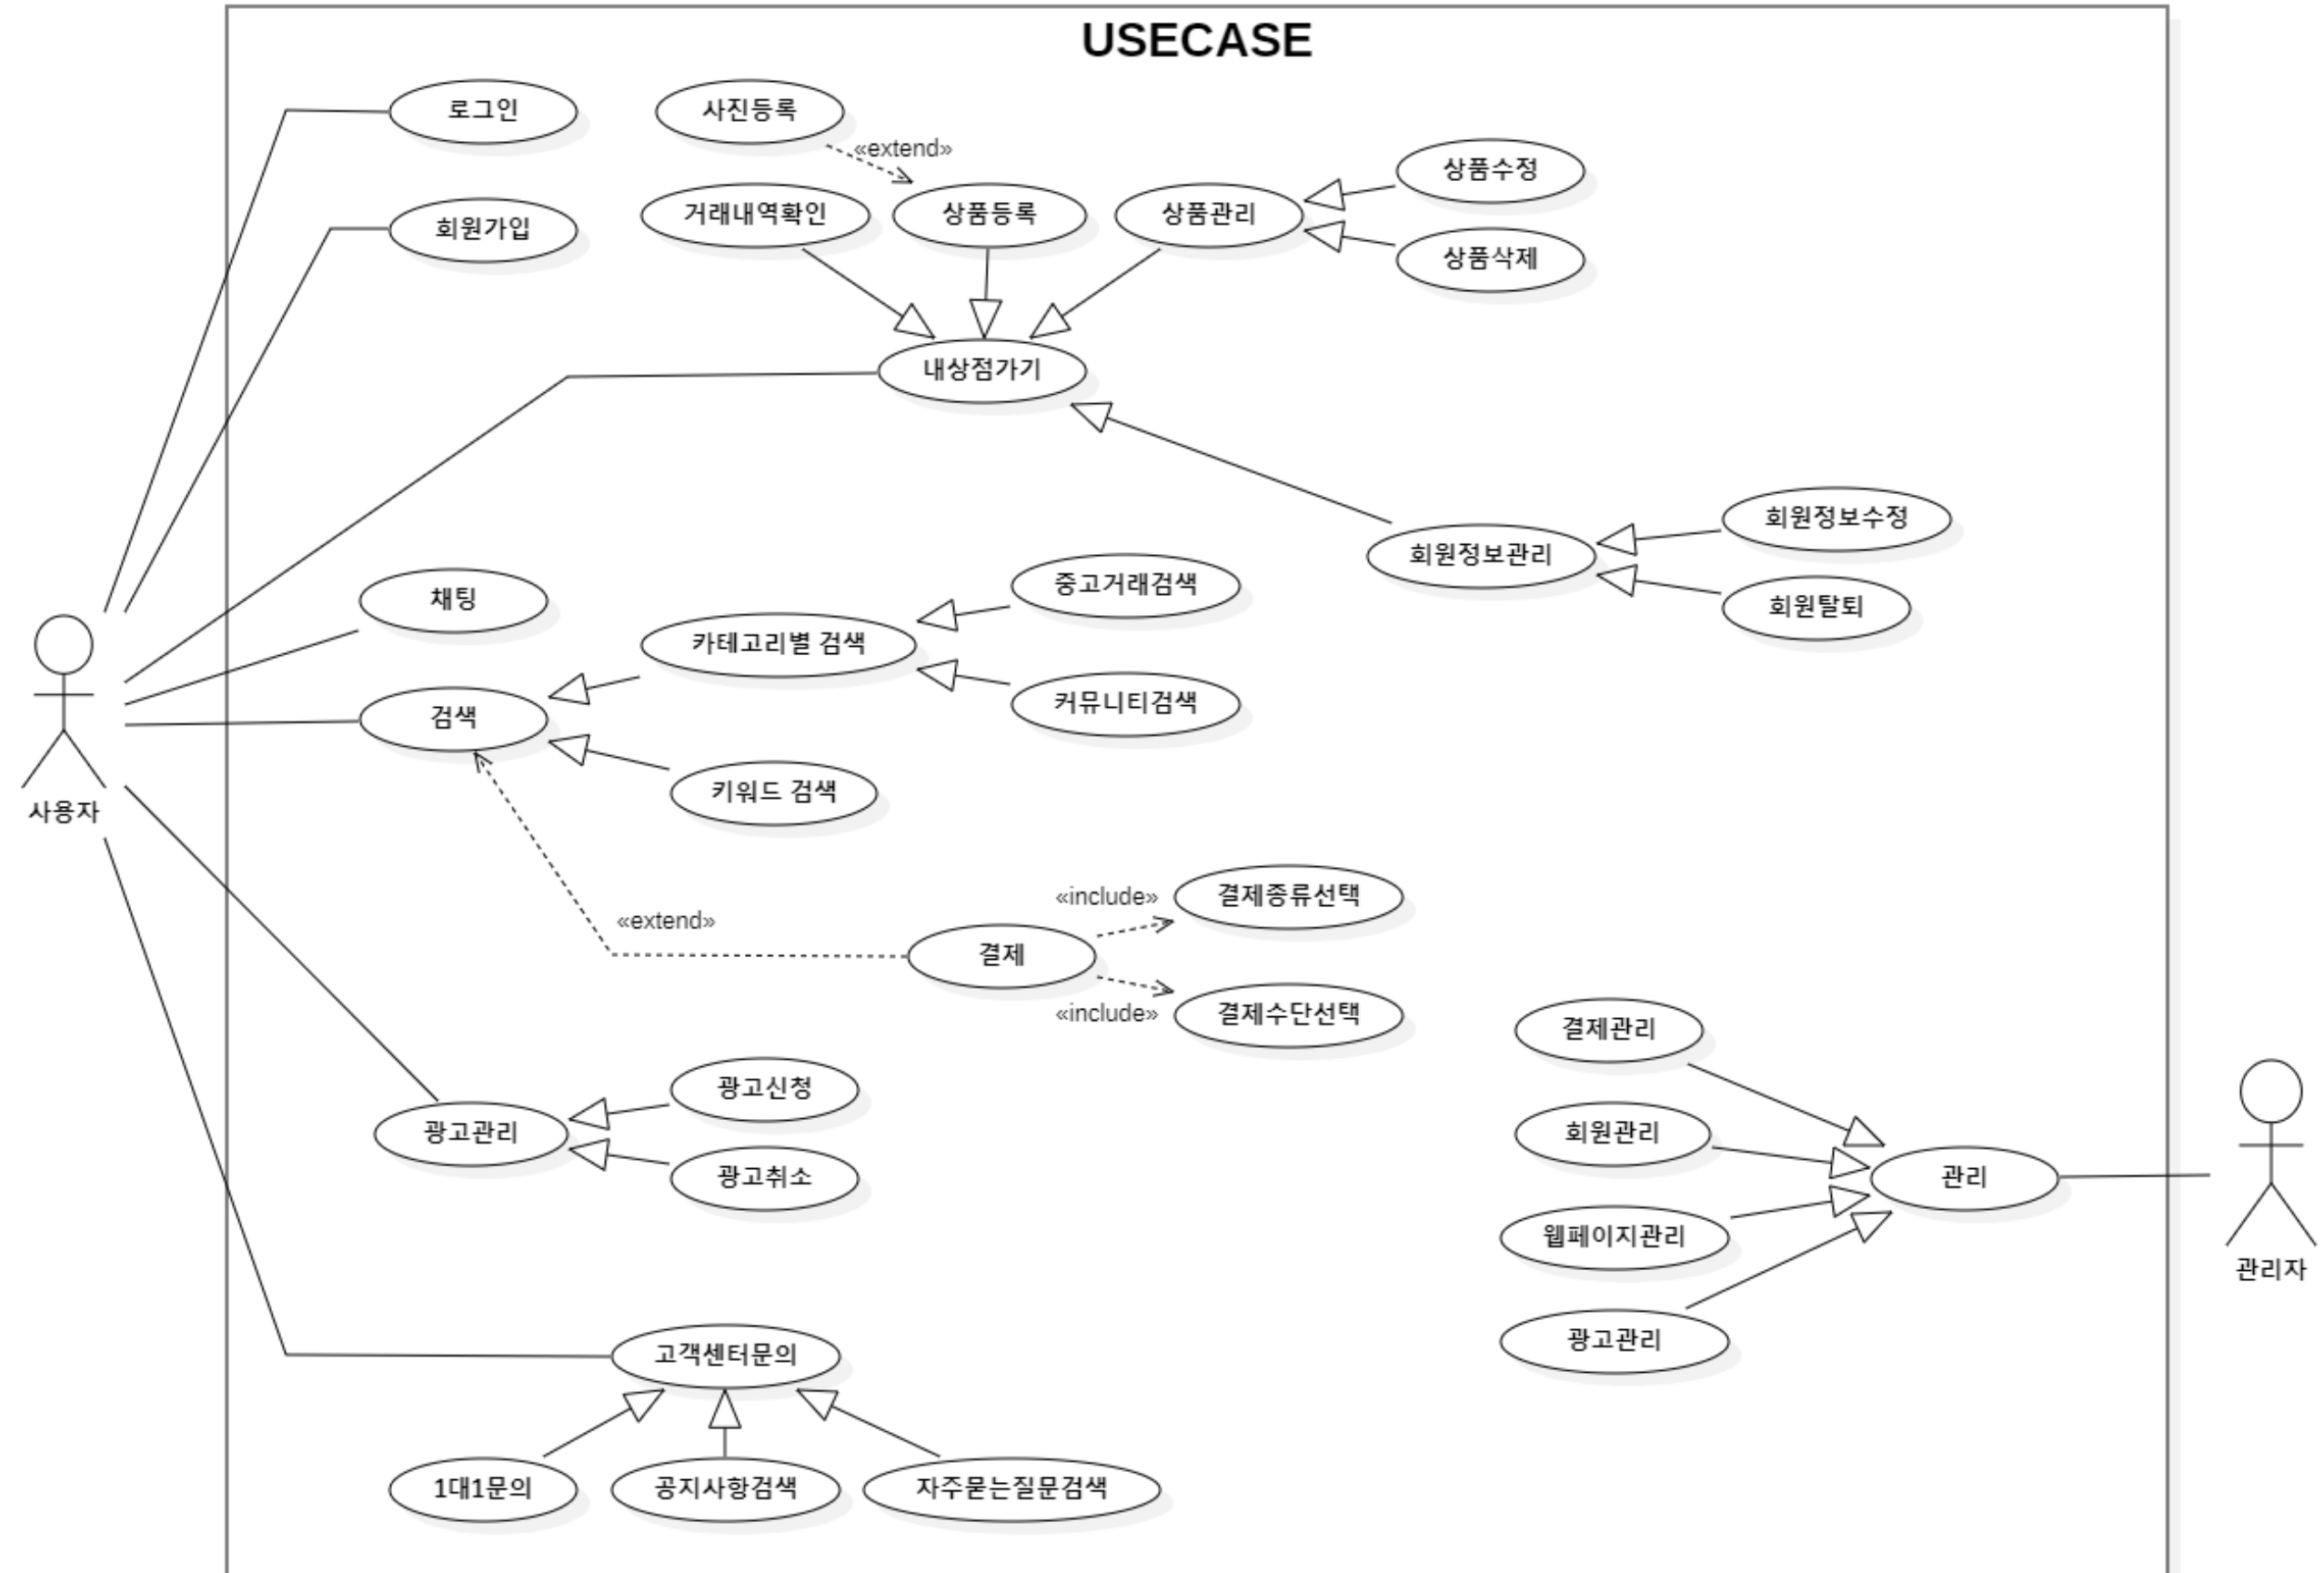 USECASE
로그인
사진등록
«extend»
상품수정
회원가입
거래내역확인
상품등록
상품관리
상품삭제
내상점가기
회원정보수정
회원정보관리
채팅
중고거래검색
회원탈퇴
카테고리별 검색
커뮤니티검색
검색
키워드 검색
사용자
«include»
결제종류선택
«extend»
결제
«include»
결제수단선택
결제관리
광고신청
광고관리
회원관리
광고취소
관리
웹페이지관리
관리자
광고관리
고객센터문의
1대1문의
공지사항검색
자주묻는질문검색